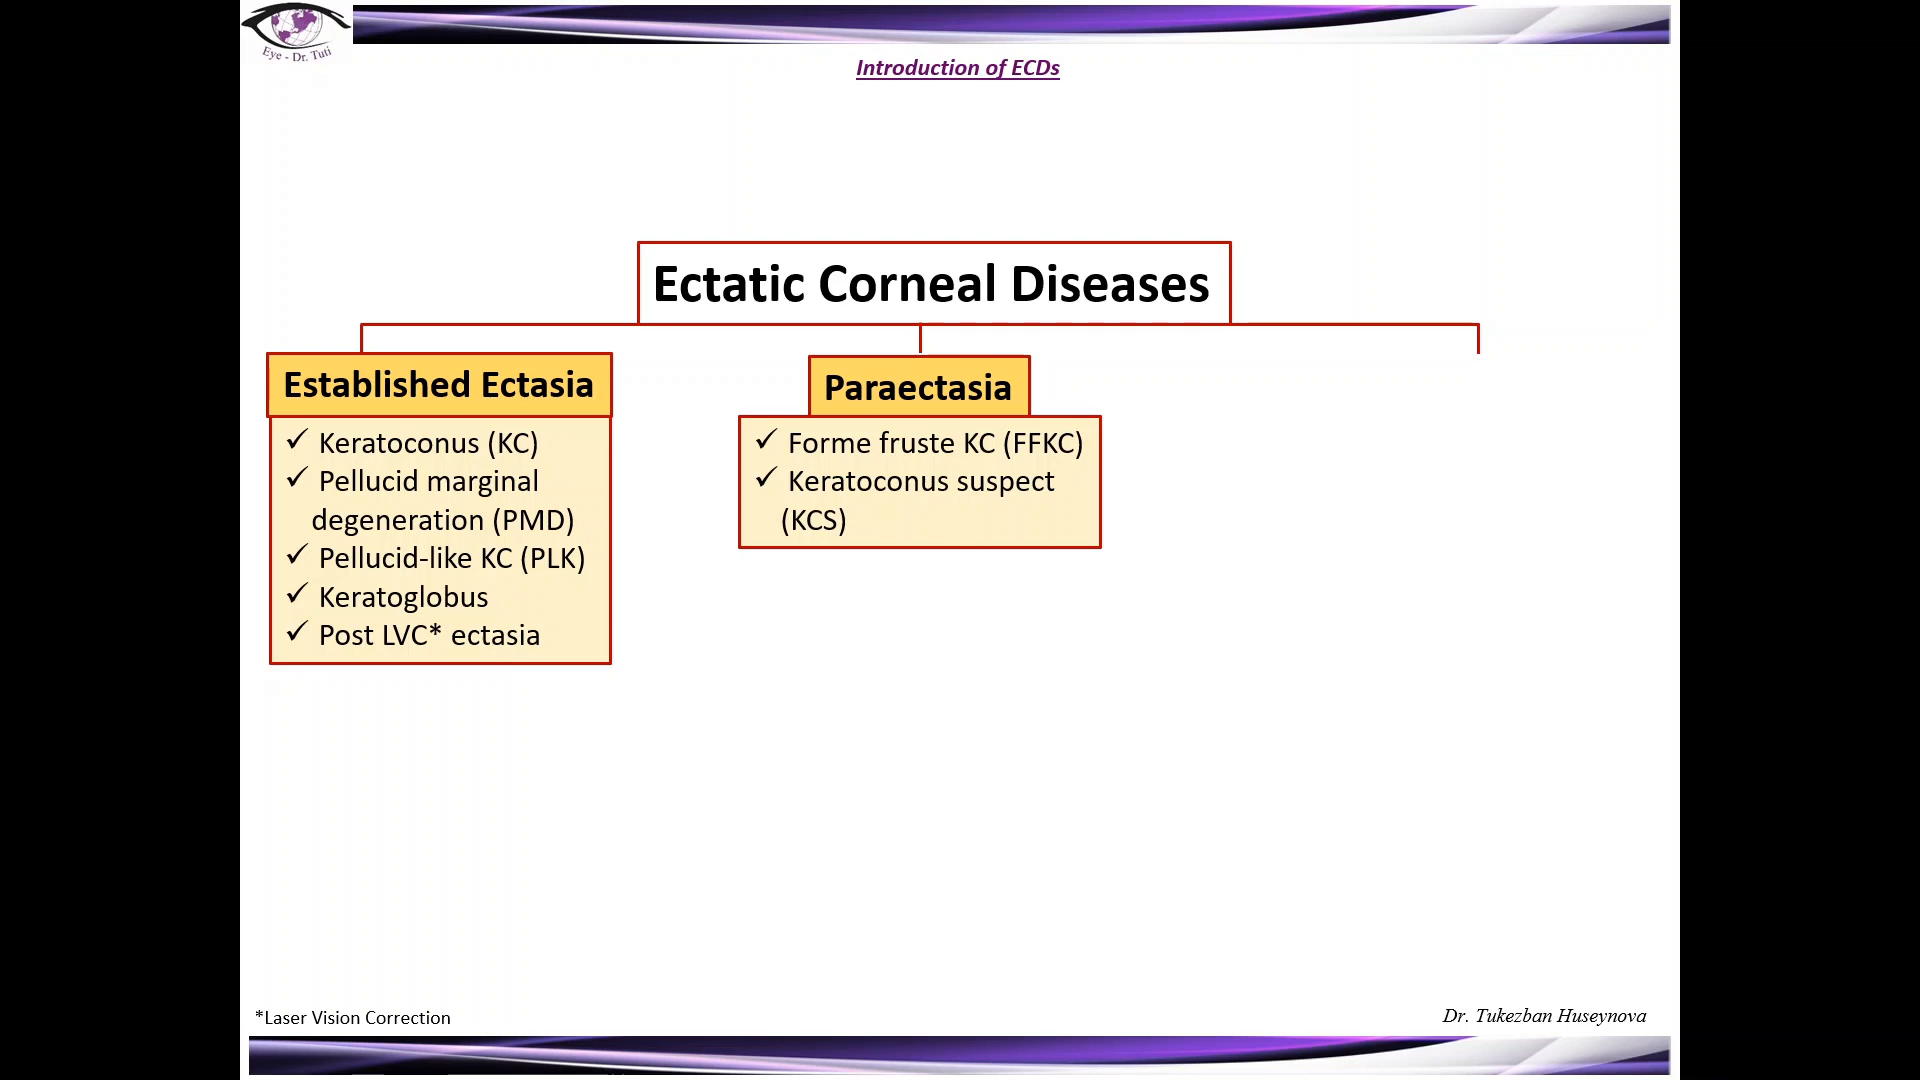 Eye - Dr. Tuti
Introduction of ECDs
Ectatic Corneal Diseases
Established Ectasia
✓ Keratoconus (KC)
✓ Pellucid marginal
degeneration (PMD)
✓ Pellucid-like KC (PLK)
✓ Keratoglobus
✓ Post LVC* ectasia
Paraectasia
✓ Forme fruste KC (FFKC)
✓ Keratoconus suspect
(KCS)
*Laser Vision Correction
Dr. Tukezban Huseynova